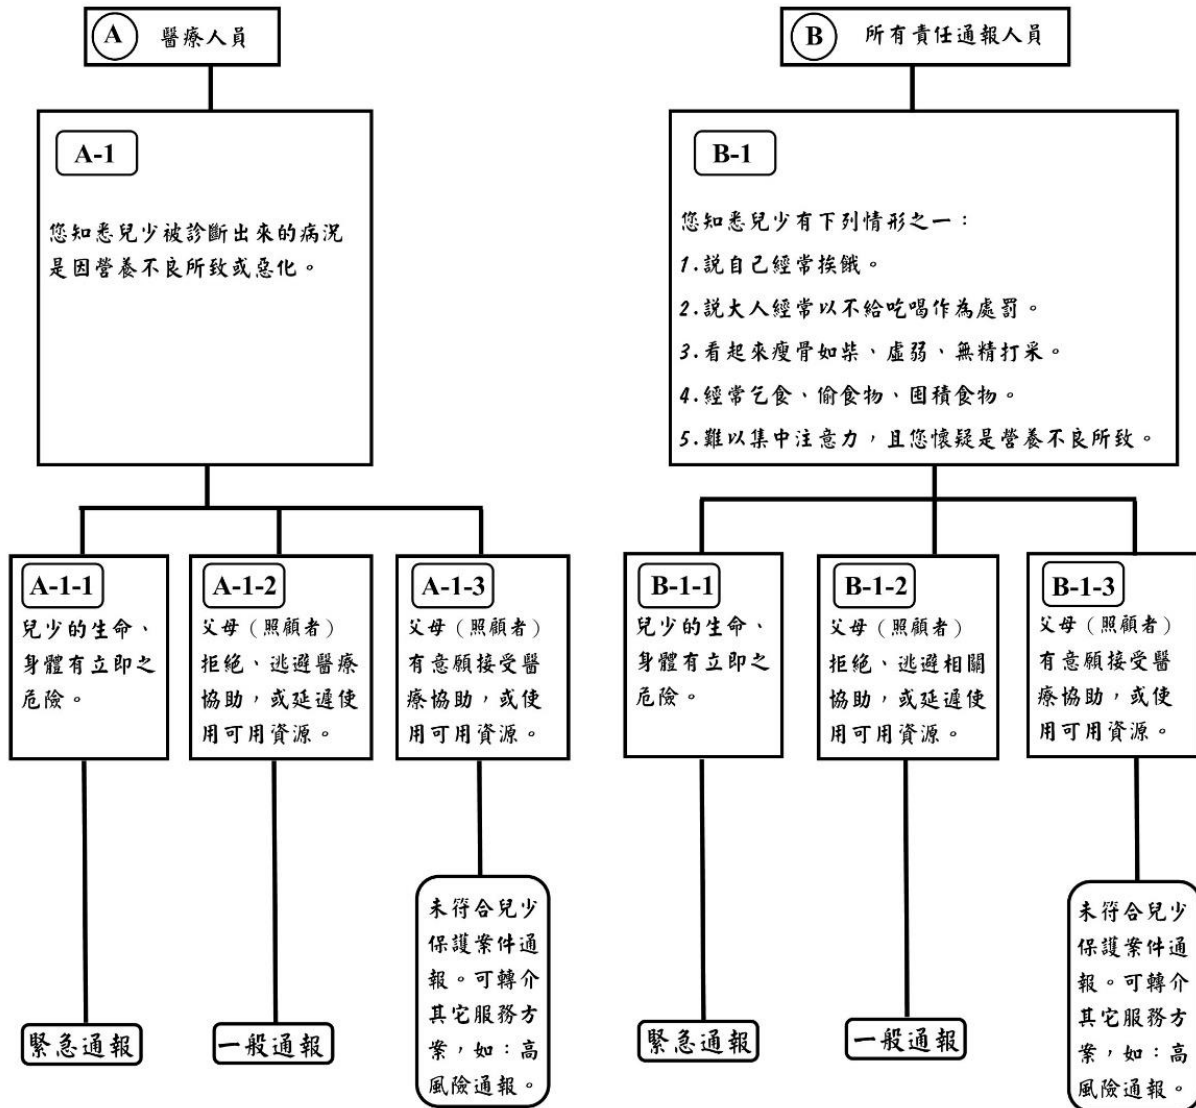 A 醫療人員
A-1
您知悉兒少被診斷出來的病況
是因營養不良所致或惡化。
A-1-1
兒少的生命、
身體有立即之
危險。
緊急通報
A-1-2
父母（照顧者）
拒絕、逃避醫療
協助，或延遲使
用可用資源。
一般通報
A-1-3
父母（照顧者）
有意願接受醫
療協助，或使
用可用資源。
未符合兒少
保護案件通
報。可轉介
其它服務方
案，如：高
風險通報。
B 所有責任通報人員
B-1
您知悉兒少有下列情形之一：
1.說自己經常挨餓。
2.說大人經常以不給吃喝作為處罰。
3.看起來瘦骨如柴、虛弱、無精打采。
4.經常乞食、偷食物、囤積食物。
5.難以集中注意力，且您懷疑是營養不良所致。
B-1-1
兒少的生命、
身體有立即之
危險。
緊急通報
B-1-2
父母（照顧者）
拒絕、逃避相關
協助，或延遲使
用可用資源。
一般通報
B-1-3
父母（照顧者）
有意願接受醫
療協助，或使
用可用資源。
未符合兒少
保護案件通
報。可轉介
其它服務方
案，如：高
風險通報。